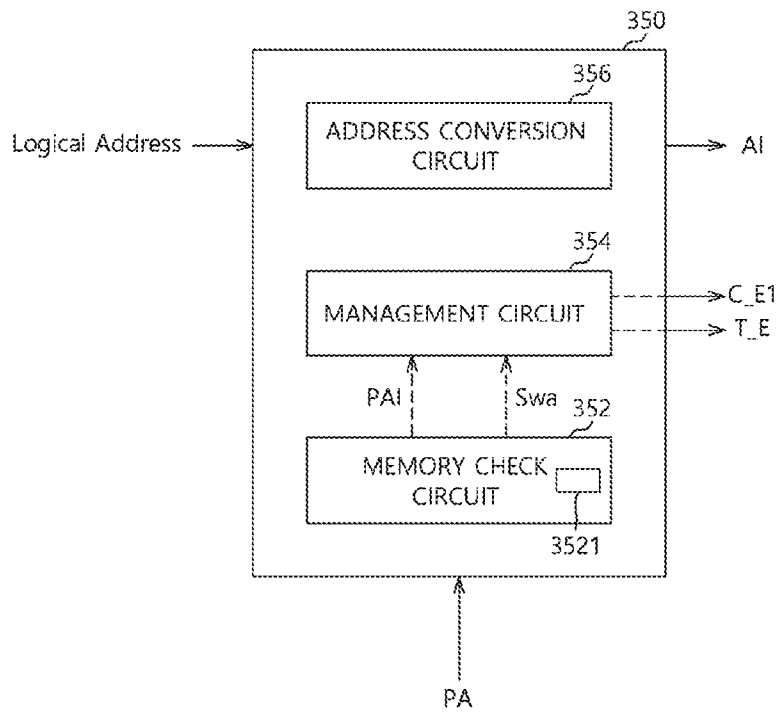 350
356
ADDRESS CONVERSION
CIRCUIT
Logical Address
AI
354
MANAGEMENT CIRCUIT
C_E1
T_E
PAI
Swa
352
MEMORY CHECK
CIRCUIT
3521
PA